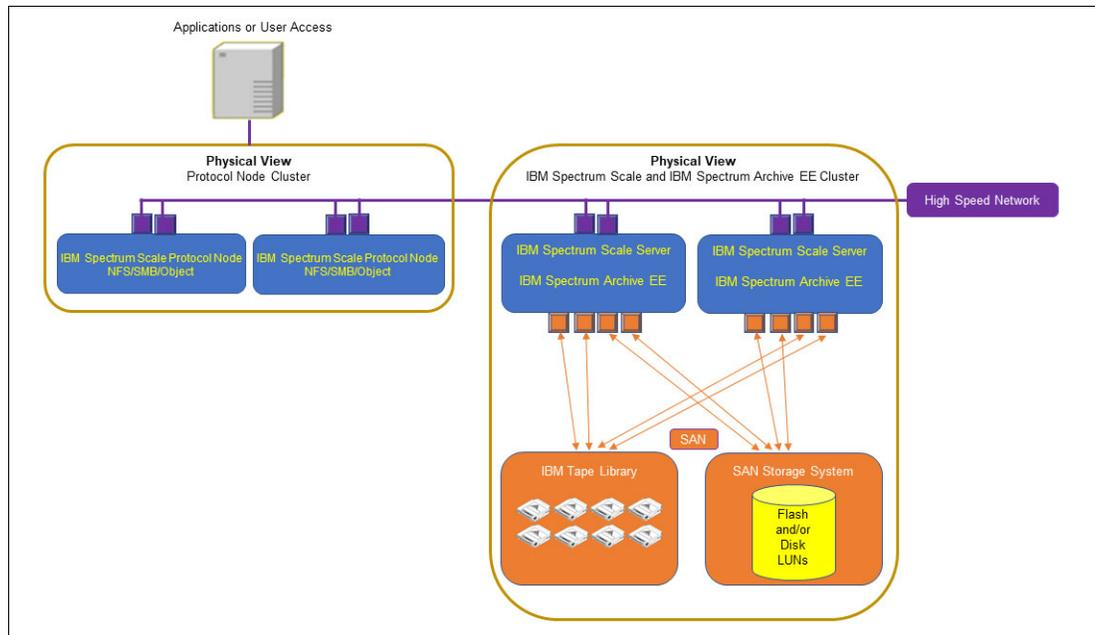 Applications or User Access
Physical View
Protocol Node Cluster
Physical View
IBM Spectrum Scale and IBM Spectrum Archive EE Cluster
High Speed Network
IBM Spectrum Scale Protocol Node
NFS/SMB/Object
IBM Spectrum Scale Protocol Node
NFS/SMB/Object
IBM Spectrum Scale Server
IBM Spectrum Archive EE
IBM Spectrum Scale Server
IBM Spectrum Archive EE
SAN
IBM Tape Library
SAN Storage System
Flash
and/or
Disk
LUNs